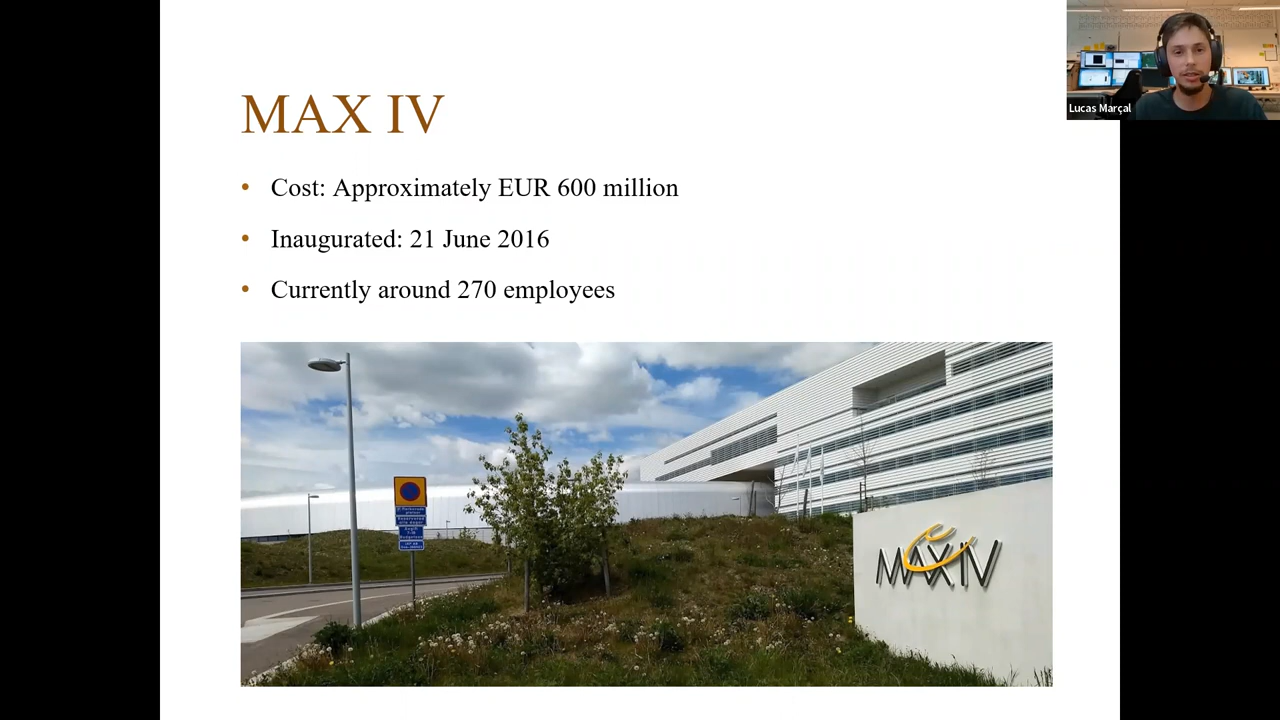 MAX IV
• Cost: Approximately EUR 600 million
• Inaugurated: 21 June 2016
• Currently around 270 employees
Lucas Marçal
MAX IV